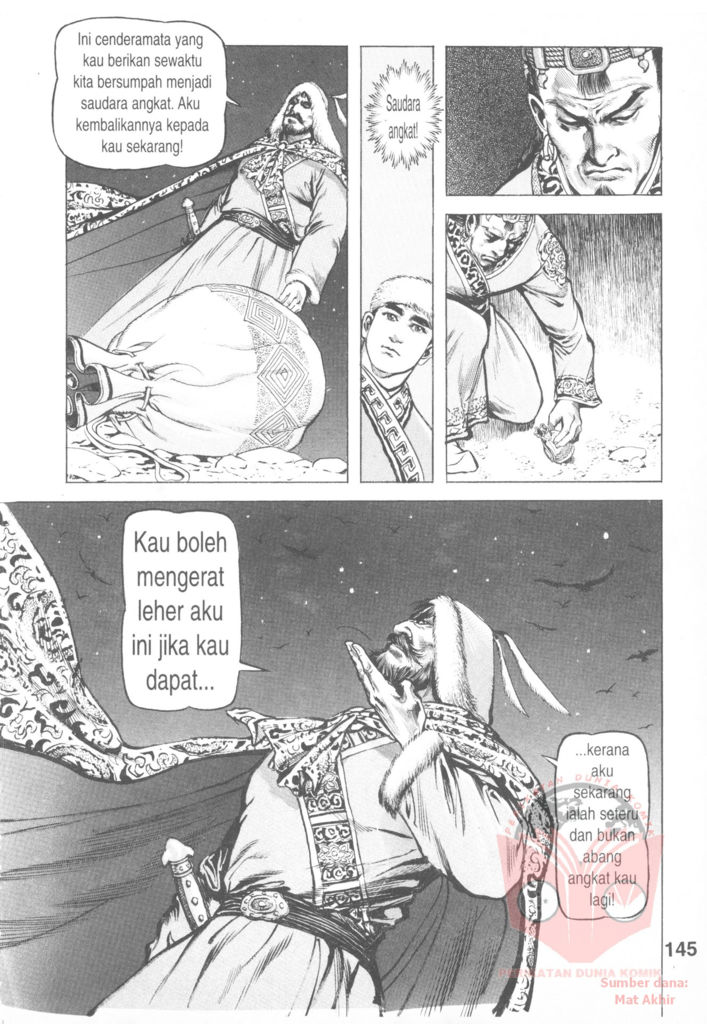 Ini cenderamata yang
kau berikan sewaktu
kita bersumpah menjadi
saudara angkat. Aku
kembalikannya kepada
kau sekarang!
Saudara
angkat!
Kau boleh
mengerat
leher aku
ini jika kau
dapat...
...kerana
aku
sekarang
ialah seteru
dan bukan
abang
angkat kau
lagi!
145
DUNIA KOMIK
Sumber dana:
Mat Akhir